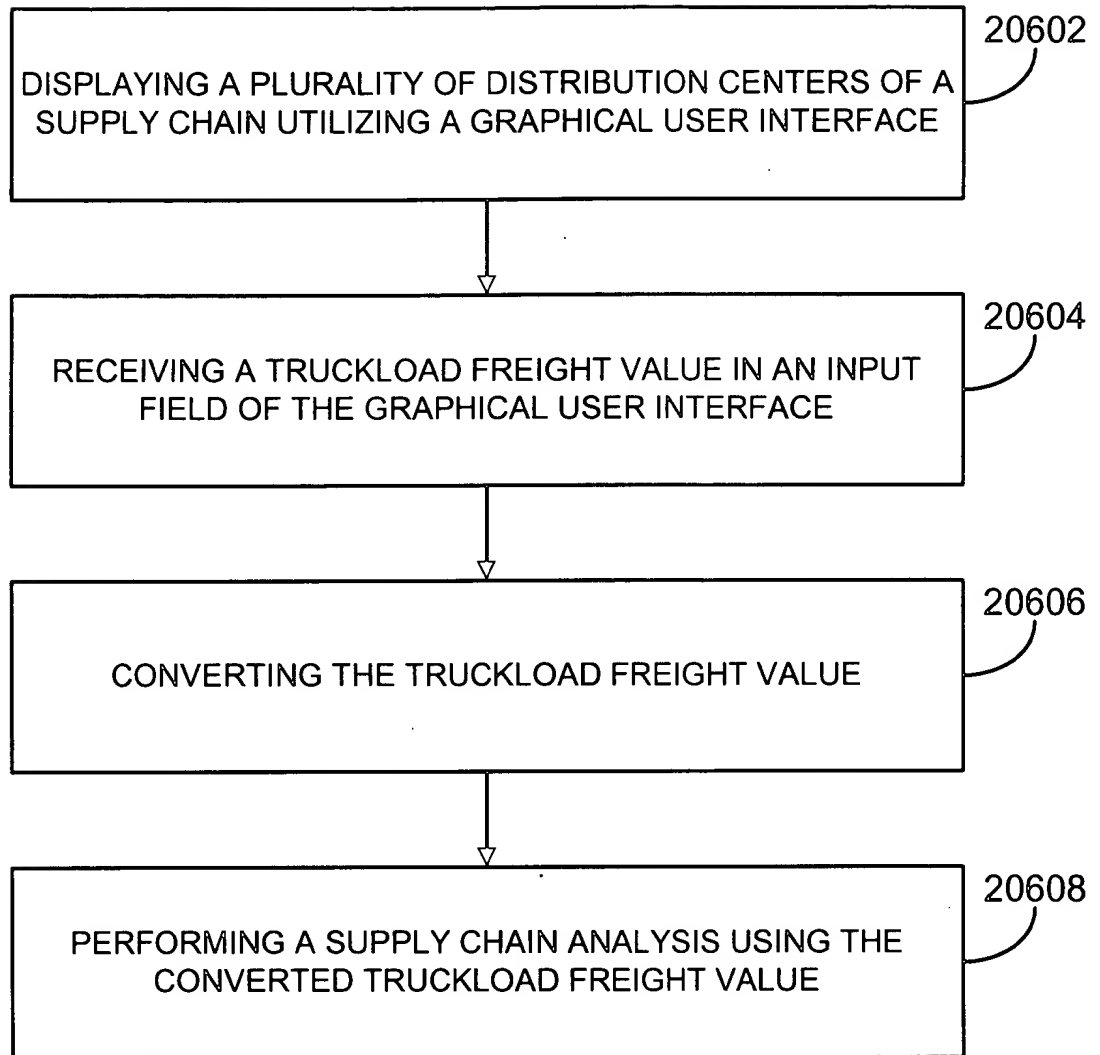 20602
DISPLAYING A PLURALITY OF DISTRIBUTION CENTERS OF A
SUPPLY CHAIN UTILIZING A GRAPHICAL USER INTERFACE
20604
RECEIVING A TRUCKLOAD FREIGHT VALUE IN AN INPUT
FIELD OF THE GRAPHICAL USER INTERFACE
20606
CONVERTING THE TRUCKLOAD FREIGHT VALUE
20608
PERFORMING A SUPPLY CHAIN ANALYSIS USING THE
CONVERTED TRUCKLOAD FREIGHT VALUE